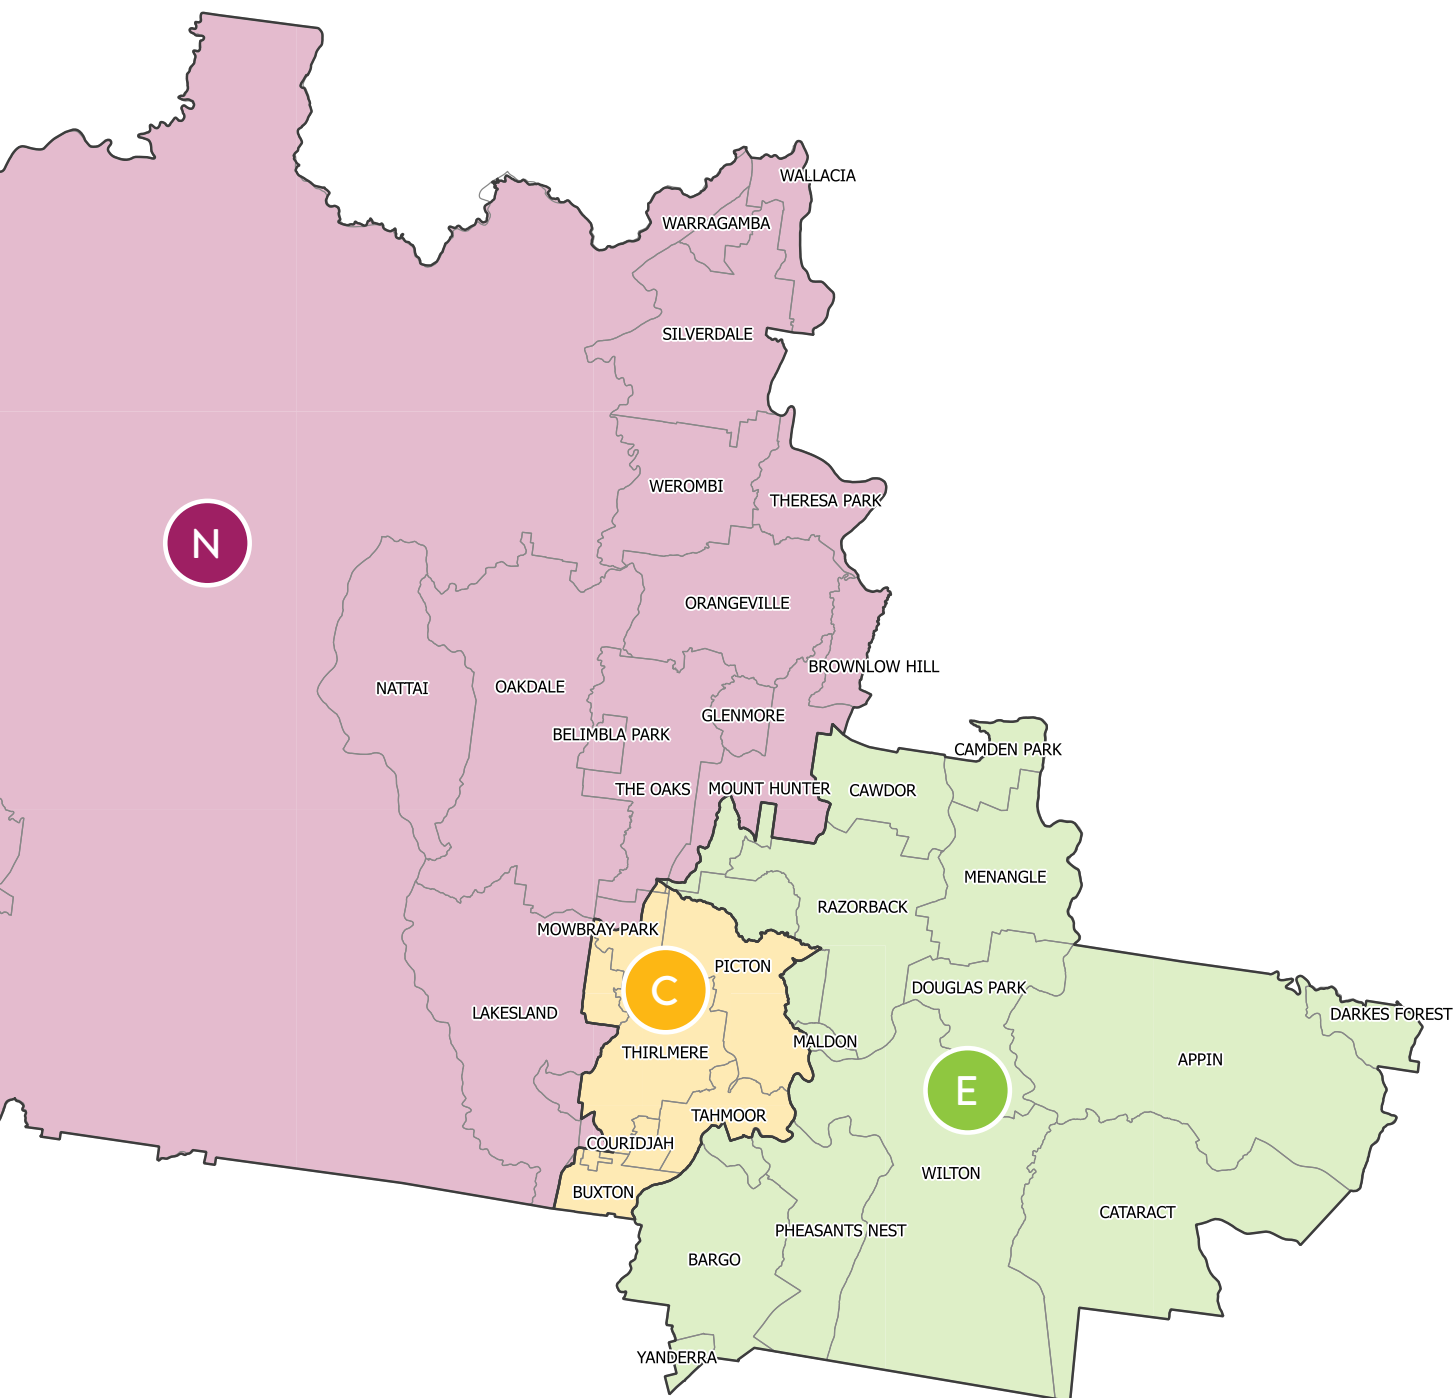 WALLACIA
WARRAGAMBA
SILVERDALE
WEROMBI
THERESA PARK
N
ORANGEVILLE
BROWNLOW HILL
NATTAI
OAKDALE
GLENMORE
BELIMBLA PARK
CAMDEN PARK
THE OAKS
MOUNT HUNTER
CAWDOR
MENANGLE
RAZORBACK
MOWBRAY PARK
PICTON
C
DOUGLAS PARK
LAKESLAND
DARKES FOREST
MALDON
THIRLMERE
APPIN
E
TAHMOOR
COURIDJAH
WILTON
BUXTON
CATARACT
PHEASANTS NEST
BARGO
YANDERRA